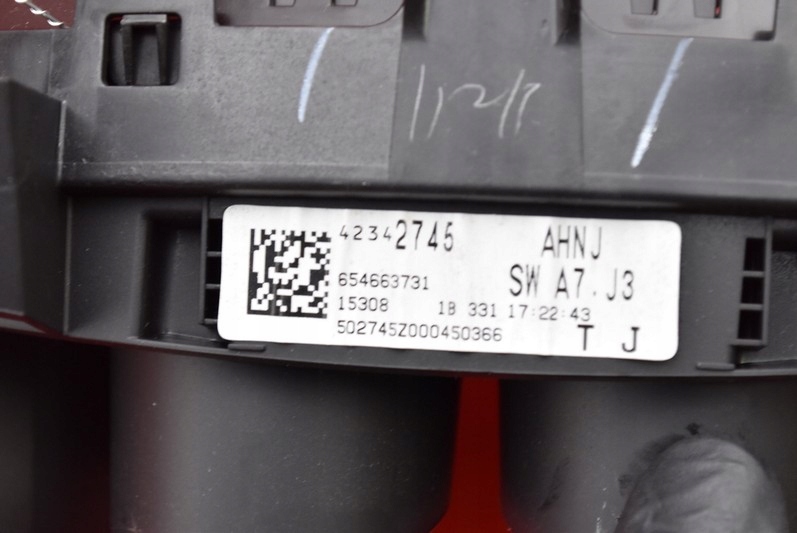 42342745 AHNJ
654663731 SW A7.J3
15308 18 331 17:22:43
502745Z000450366 T J